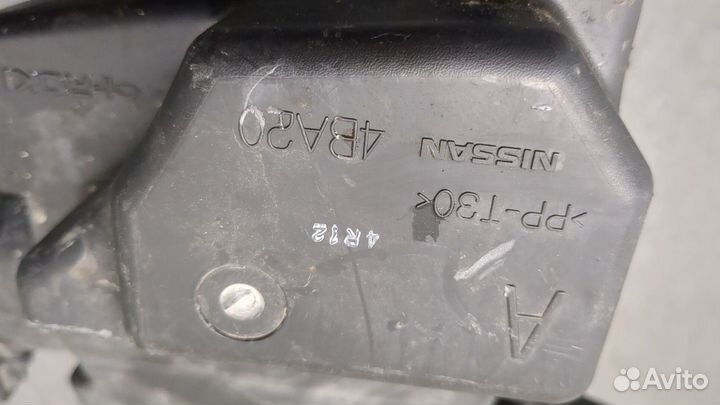 4BA20
NISSAN
>PP-T30<
4R12
A
Avito